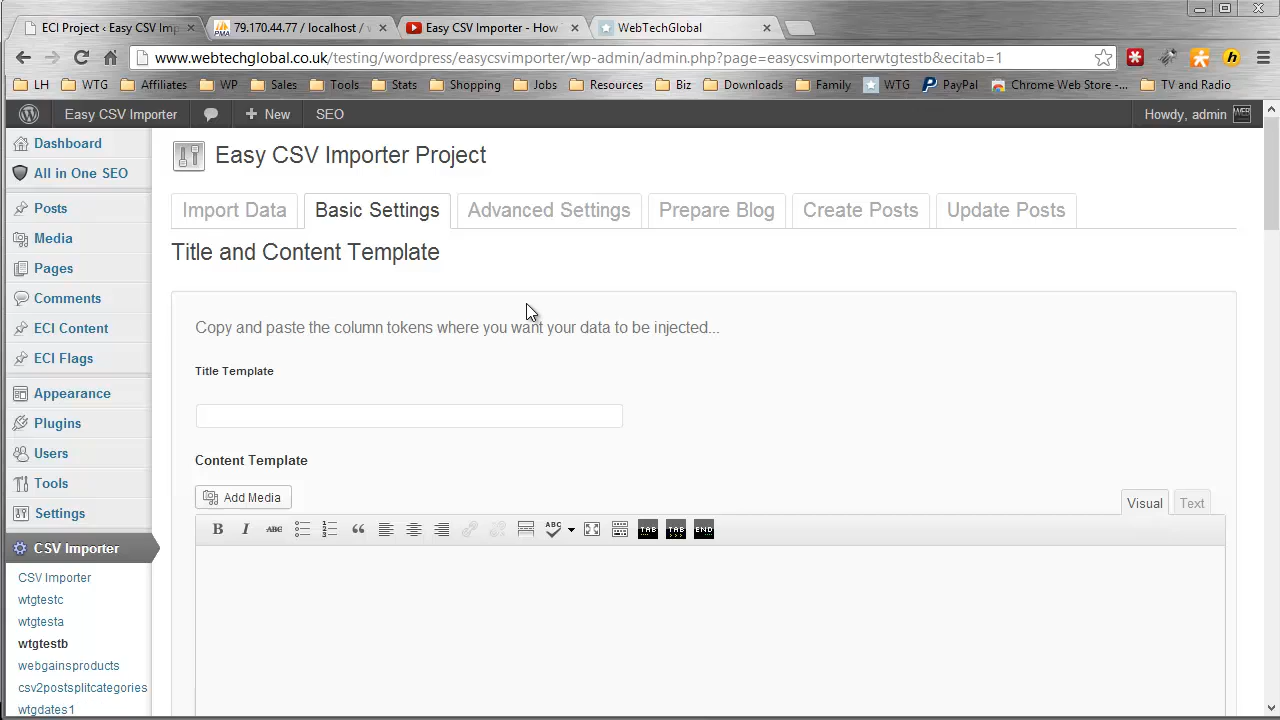 ECI Project - Easy CSV Imp
79.170.44.77 / localhost /
Easy CSV Importer - How
WebTechGlobal
www.webtechglobal.co.uk/testing/wordpress/easycsvimporter/wp-admin/admin.php?page=easycsvimporterwtgtestb&ecitab=1
LH WTG Affiliates WP Sales Tools Stats Shopping Jobs Resources Biz Downloads Family WTG PayPal Chrome Web Store -... TV and Radio
Easy CSV Importer + New SEO Howdy, admin
Dashboard
All in One SEO
Posts
Media
Pages
Comments
ECI Content
ECI Flags
Appearance
Plugins
Users
Tools
Settings
CSV Importer
CSV Importer
wtgtestc
wtgtesta
wtgtestb
webgainsproducts
csv2postsplitcategories
wtgdates1
Easy CSV Importer Project
Import Data Basic Settings Advanced Settings Prepare Blog Create Posts Update Posts
Title and Content Template
Copy and paste the column tokens where you want your data to be injected...
Title Template
Content Template
Add Media
Visual Text
B I ABC ABC TAB TAB END